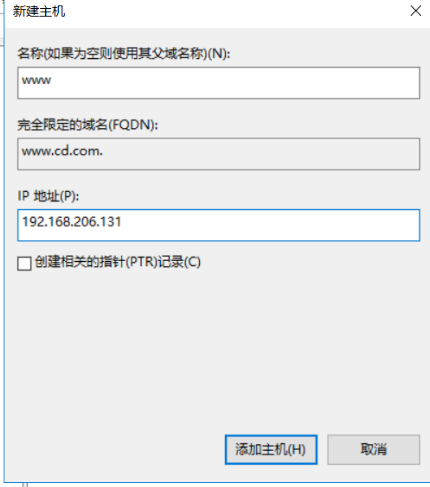 新建主机
名称(如果为空则使用其父域名称)(N):
www
完全限定的域名(FQDN):
www.cd.com.
IP 地址(P):
192.168.206.131
创建相关的指针(PTR)记录(C)
添加主机(H) 取消